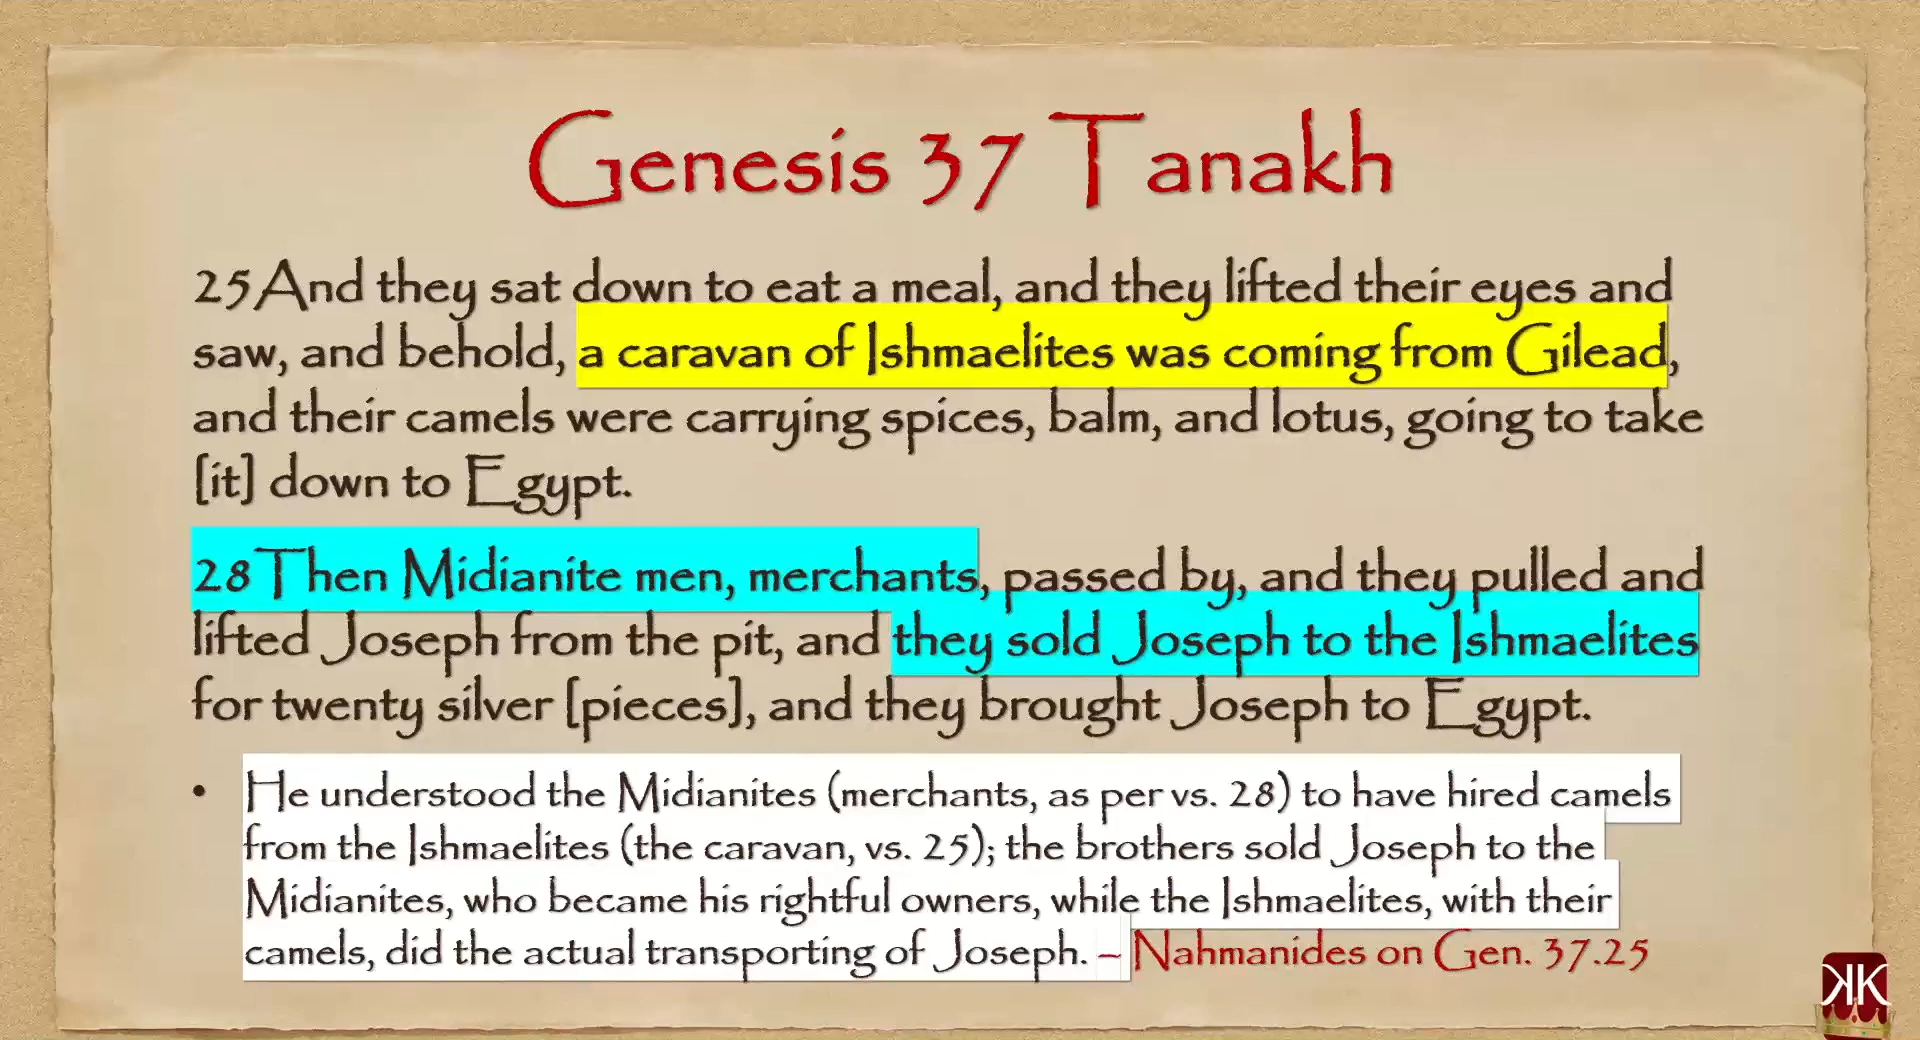 Genesis 37 Tanakh
25And they sat down to eat a meal, and they lifted their eyes and
saw, and behold, a caravan of Ishmaelites was coming from Gilead,
and their camels were carrying spices, balm, and lotus, going to take
[it] down to Egypt.
28Then Midianite men, merchants, passed by, and they pulled and
lifted Joseph from the pit, and they sold Joseph to the Ishmaelites
for twenty silver [pieces], and they brought Joseph to Egypt.
• He understood the Midianites (merchants, as per vs. 28) to have hired camels
from the Ishmaelites (the caravan, vs. 25); the brothers sold Joseph to the
Midianites, who became his rightful owners, while the Ishmaelites, with their
camels, did the actual transporting of Joseph. – Nahmanides on Gen. 37.25
KK